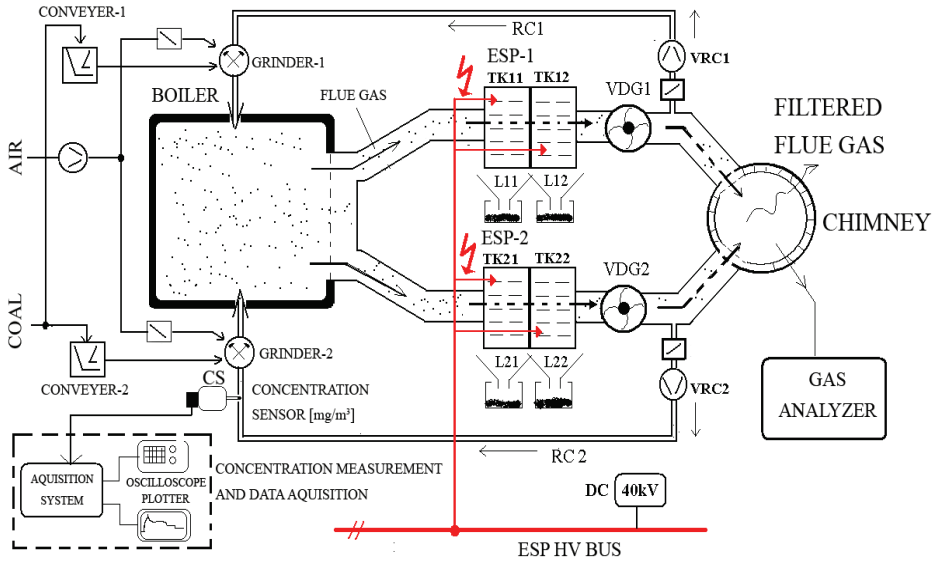 CONVEYER-1
RC1
VRC1
GRINDER-1
ESP-1
TK11
TK12
BOILER
FLUE GAS
VDG1
FILTERED
FLUE GAS
AIR
L11
L12
CHIMNEY
ESP-2
TK21
TK22
VDG2
COAL
GRINDER-2
L21
L22
CONVEYER-2
CS
CONCENTRATION
SENSOR [mg/m³]
VRC2
GAS
ANALYZER
RC 2
AQUISITION
SYSTEM
OSCILLOSCOPE
PLOTTER
CONCENTRATION MEASUREMENT
AND DATA AQUISITION
DC
40kV
ESP HV BUS